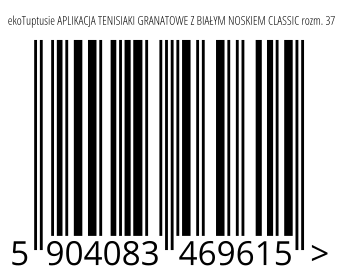 ekoTuptusie APLIKACJA TENISIAKI GRANATOWE Z BIAŁYM NOSKIEM CLASSIC rozm. 37
5 904083 469615 >